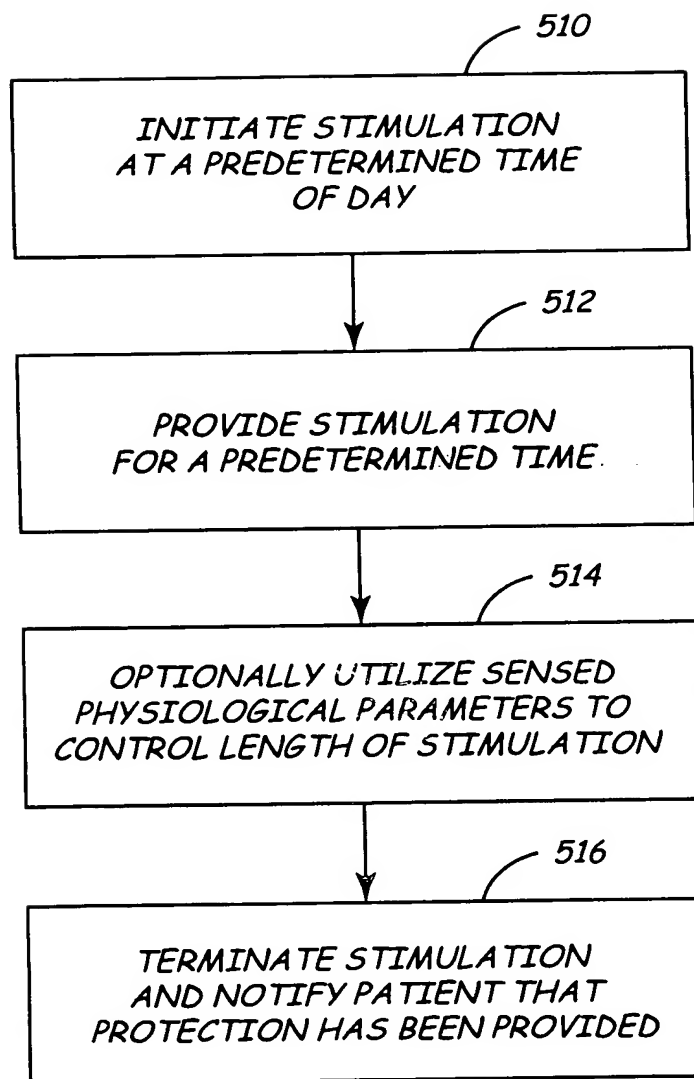 510
INITIATE STIMULATION
AT A PREDETERMINED TIME
OF DAY
512
PROVIDE STIMULATION
FOR A PREDETERMINED TIME.
514
OPTIONALLY UTILIZE SENSED
PHYSIOLOGICAL PARAMETERS TO
CONTROL LENGTH OF STIMULATION
516
TERMINATE STIMULATION
AND NOTIFY PATIENT THAT
PROTECTION HAS BEEN PROVIDED